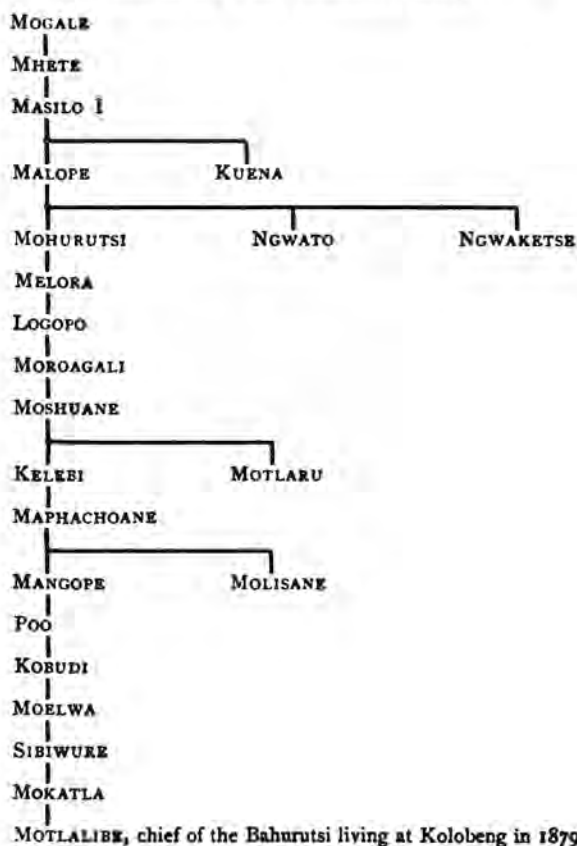 MOGALE
MHETE
MASILO I
MALOPE KUENA
MOHURUTSI NGWATO NGWAKETSE
MELORA
LOGOPO
MOROAGALI
MOSHUANE
KELEBI MOTLARU
MAPHACHOANE
MANGOPE MOLISANE
POO
KOBUDI
MOELWA
SIBIWURE
MOKATLA
MOTLALIBE, chief of the Bahurutsi living at Kolobeng in 1879